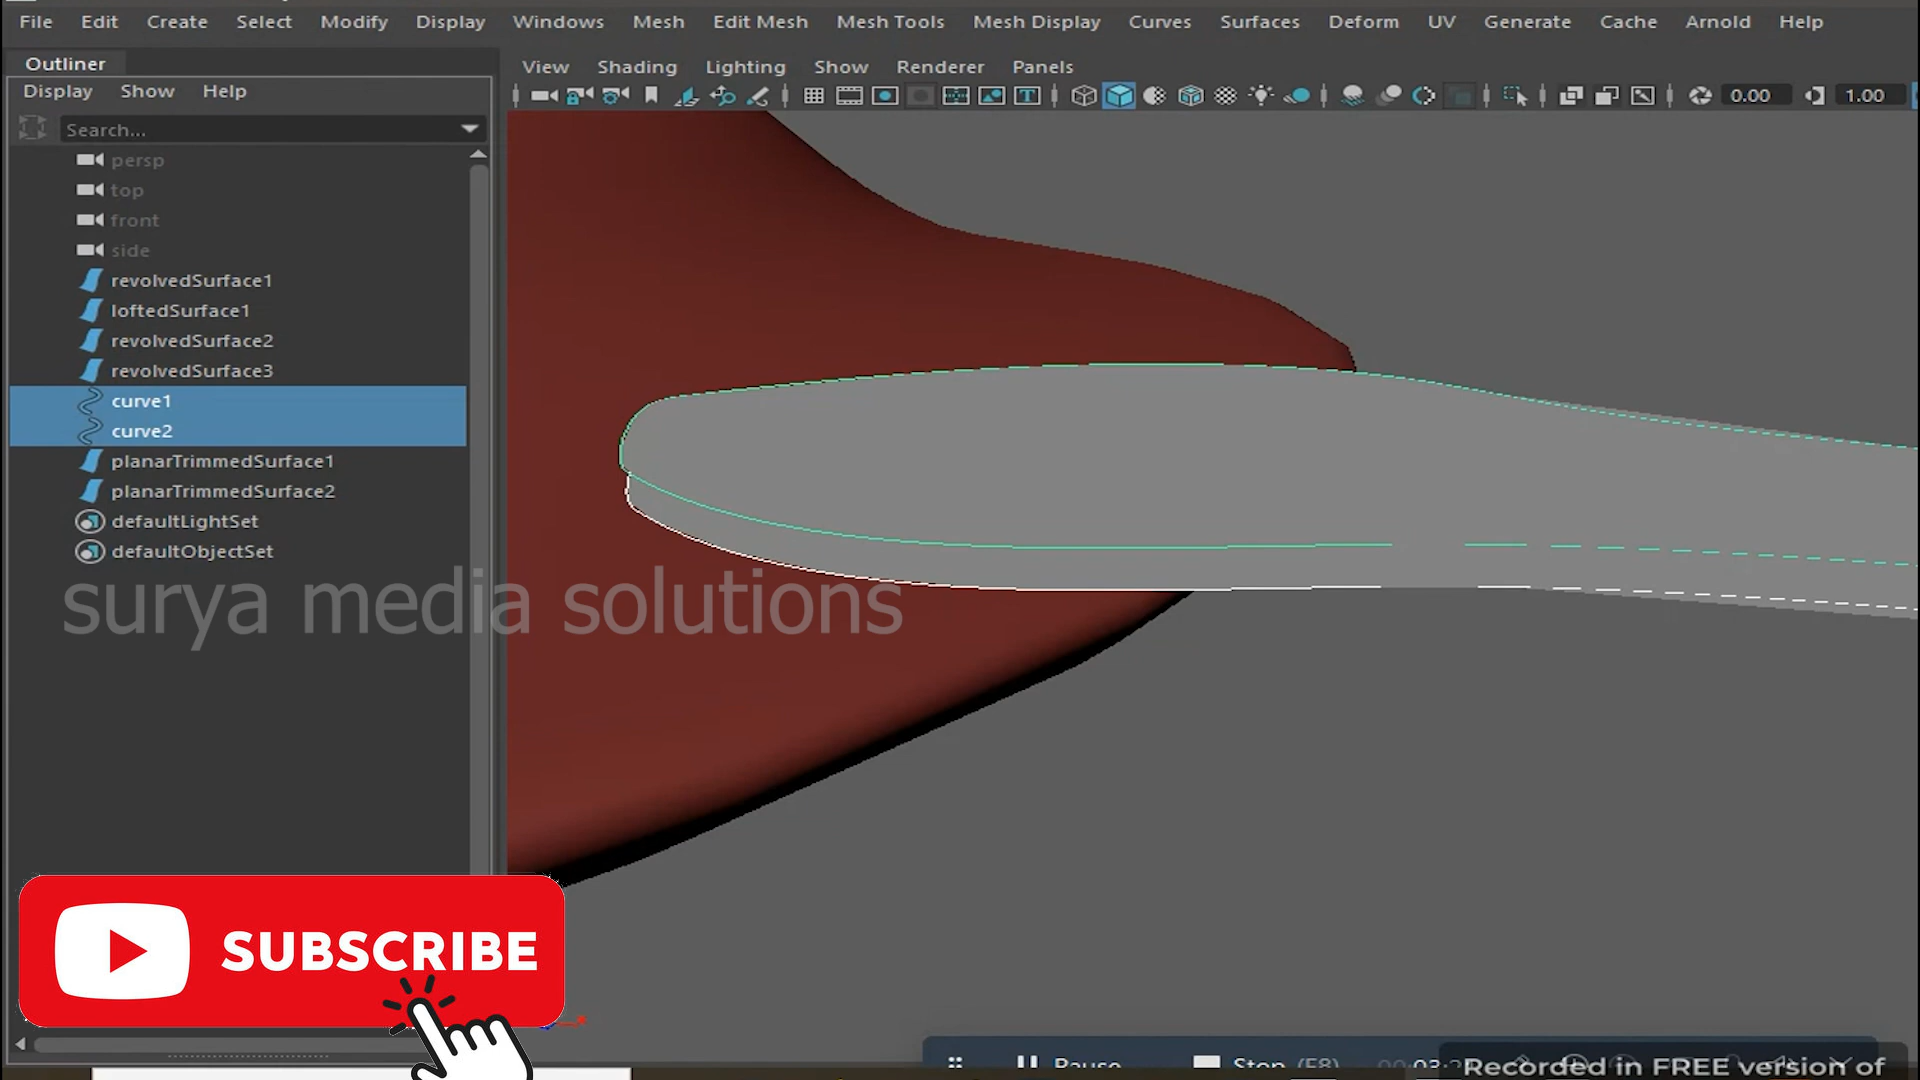 File Edit Create Select Modify Display Windows Mesh Edit Mesh Mesh Tools Mesh Display Curves Surfaces Deform UV Generate Cache Arnold Help
Outliner
View Shading Lighting Show Renderer Panels
Display Show Help
0.00 1.00
Search...
persp
top
front
side
revolvedSurface1
loftedSurface1
revolvedSurface2
revolvedSurface3
curve1
curve2
planarTrimmedSurface1
planarTrimmedSurface2
defaultLightSet
defaultObjectSet
surya media solutions
SUBSCRIBE
Pause Stop (F8)
Recorded in FREE version of